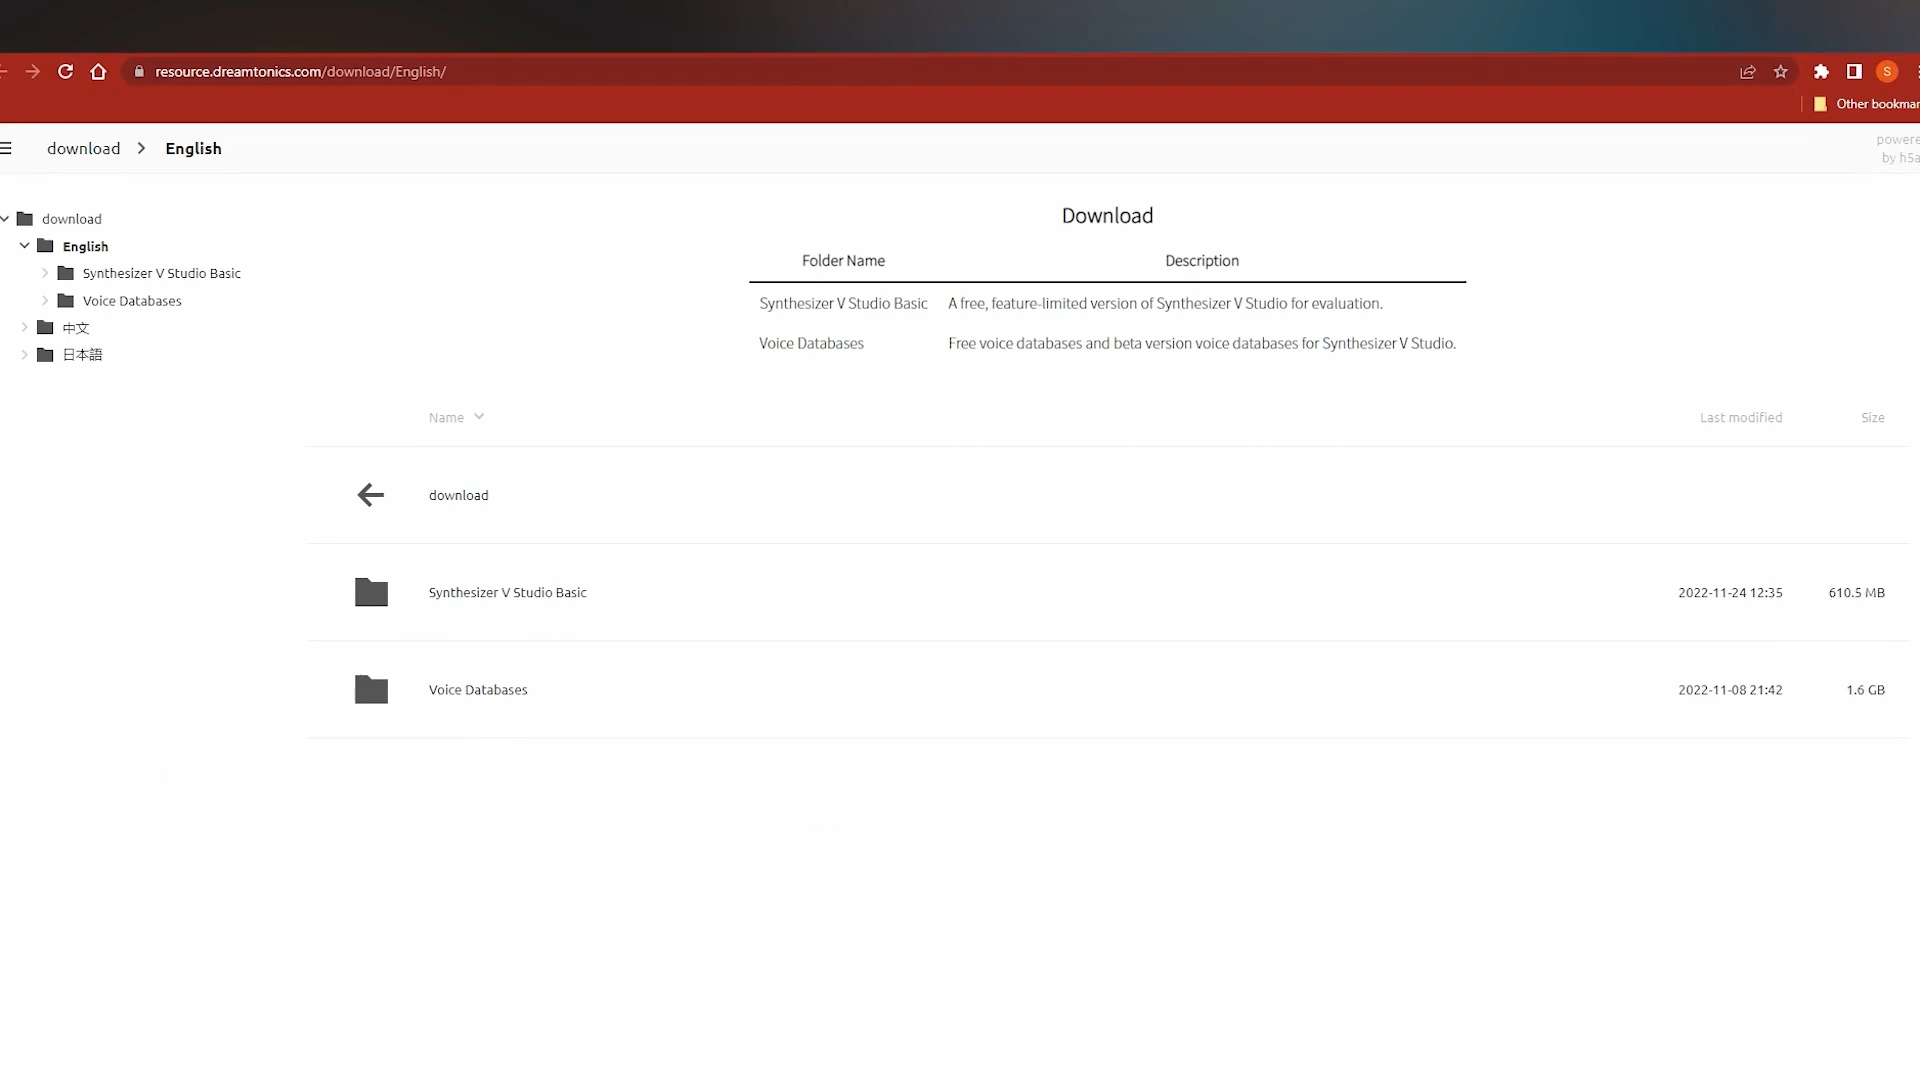 resource.dreamtonics.com/download/English/
S
Other bookmar
download > English
powere
by h5a
download
English
Synthesizer V Studio Basic
Voice Databases
中文
日本語
Download
Folder Name Description
Synthesizer V Studio Basic A free, feature-limited version of Synthesizer V Studio for evaluation.
Voice Databases Free voice databases and beta version voice databases for Synthesizer V Studio.
Name Last modified Size
download
Synthesizer V Studio Basic 2022-11-24 12:35 610.5 MB
Voice Databases 2022-11-08 21:42 1.6 GB